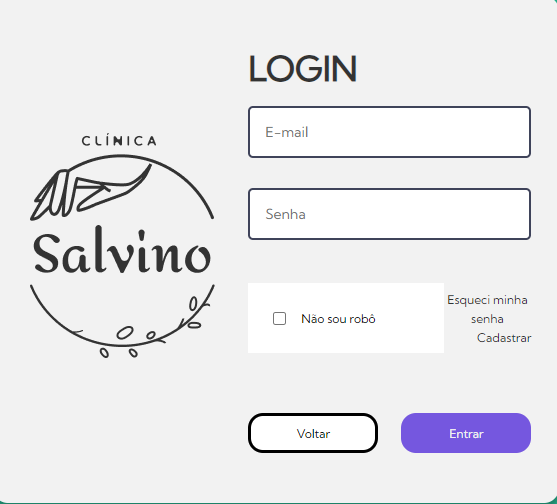 LOGIN
E-mail
CLÍNICA
Salvino
Senha
Não sou robô
Esqueci minha
senha
Cadastrar
Voltar
Entrar